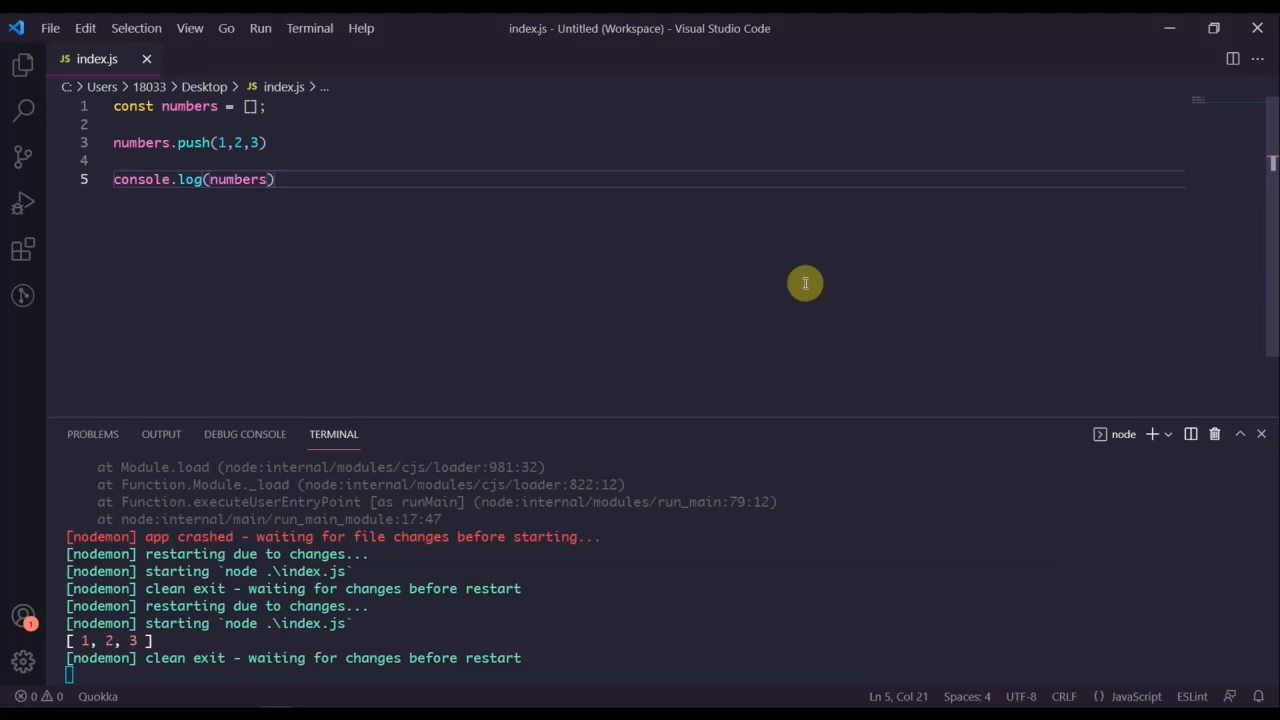 File Edit Selection View Go Run Terminal Help index.js - Untitled (Workspace) - Visual Studio Code
JS index.js
C: > Users > 18033 > Desktop > JS index.js > ...
1 const numbers = [];
2
3 numbers.push(1,2,3)
4
5 console.log(numbers)
PROBLEMS OUTPUT DEBUG CONSOLE TERMINAL node
at Module.load (node:internal/modules/cjs/loader:981:32)
at Function.Module._load (node:internal/modules/cjs/loader:822:12)
at Function.executeUserEntryPoint [as runMain] (node:internal/modules/run_main:79:12)
at node:internal/main/run_main_module:17:47
[nodemon] app crashed - waiting for file changes before starting...
[nodemon] restarting due to changes...
[nodemon] starting `node .\index.js`
[nodemon] clean exit - waiting for changes before restart
[nodemon] restarting due to changes...
[nodemon] starting `node .\index.js`
[ 1, 2, 3 ]
[nodemon] clean exit - waiting for changes before restart
1
0 0 Quokka Ln 5, Col 21 Spaces: 4 UTF-8 CRLF {} JavaScript ESLint